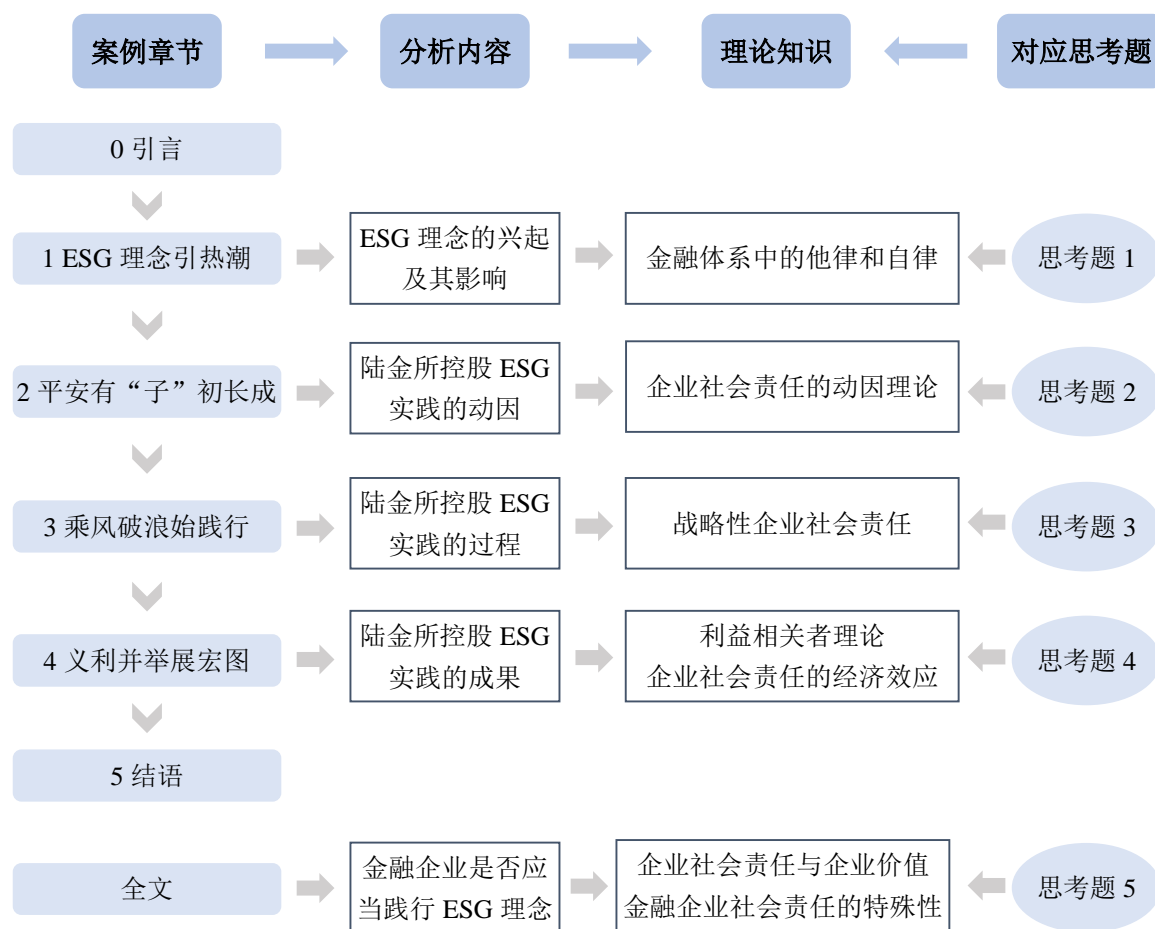 案例章节
分析内容
理论知识
对应思考题
0 引言
1 ESG 理念引热潮
ESG 理念的兴起
及其影响
金融体系中的他律和自律
思考题 1
2 平安有“子”初长成
陆金所控股 ESG
实践的动因
企业社会责任的动因理论
思考题 2
3 乘风破浪始践行
陆金所控股 ESG
实践的过程
战略性企业社会责任
思考题 3
4 义利并举展宏图
陆金所控股 ESG
实践的成果
利益相关者理论
企业社会责任的经济效应
思考题 4
5 结语
全文
金融企业是否应
当践行 ESG 理念
企业社会责任与企业价值
金融企业社会责任的特殊性
思考题 5